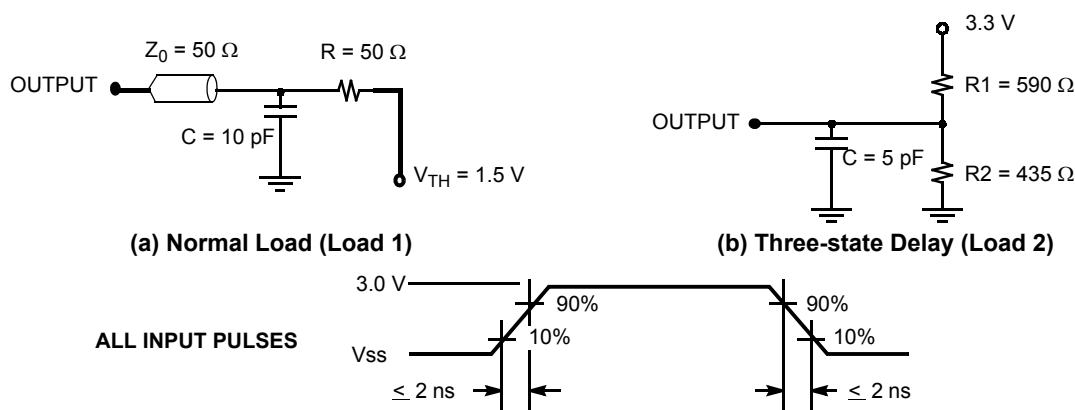 Z0 = 50 Ω
R = 50 Ω
OUTPUT
C = 10 pF
VTH = 1.5 V
(a) Normal Load (Load 1)
3.3 V
R1 = 590 Ω
OUTPUT
C = 5 pF
R2 = 435 Ω
(b) Three-state Delay (Load 2)
3.0 V
90%
90%
ALL INPUT PULSES
10%
10%
Vss
≤ 2 ns
≤ 2 ns